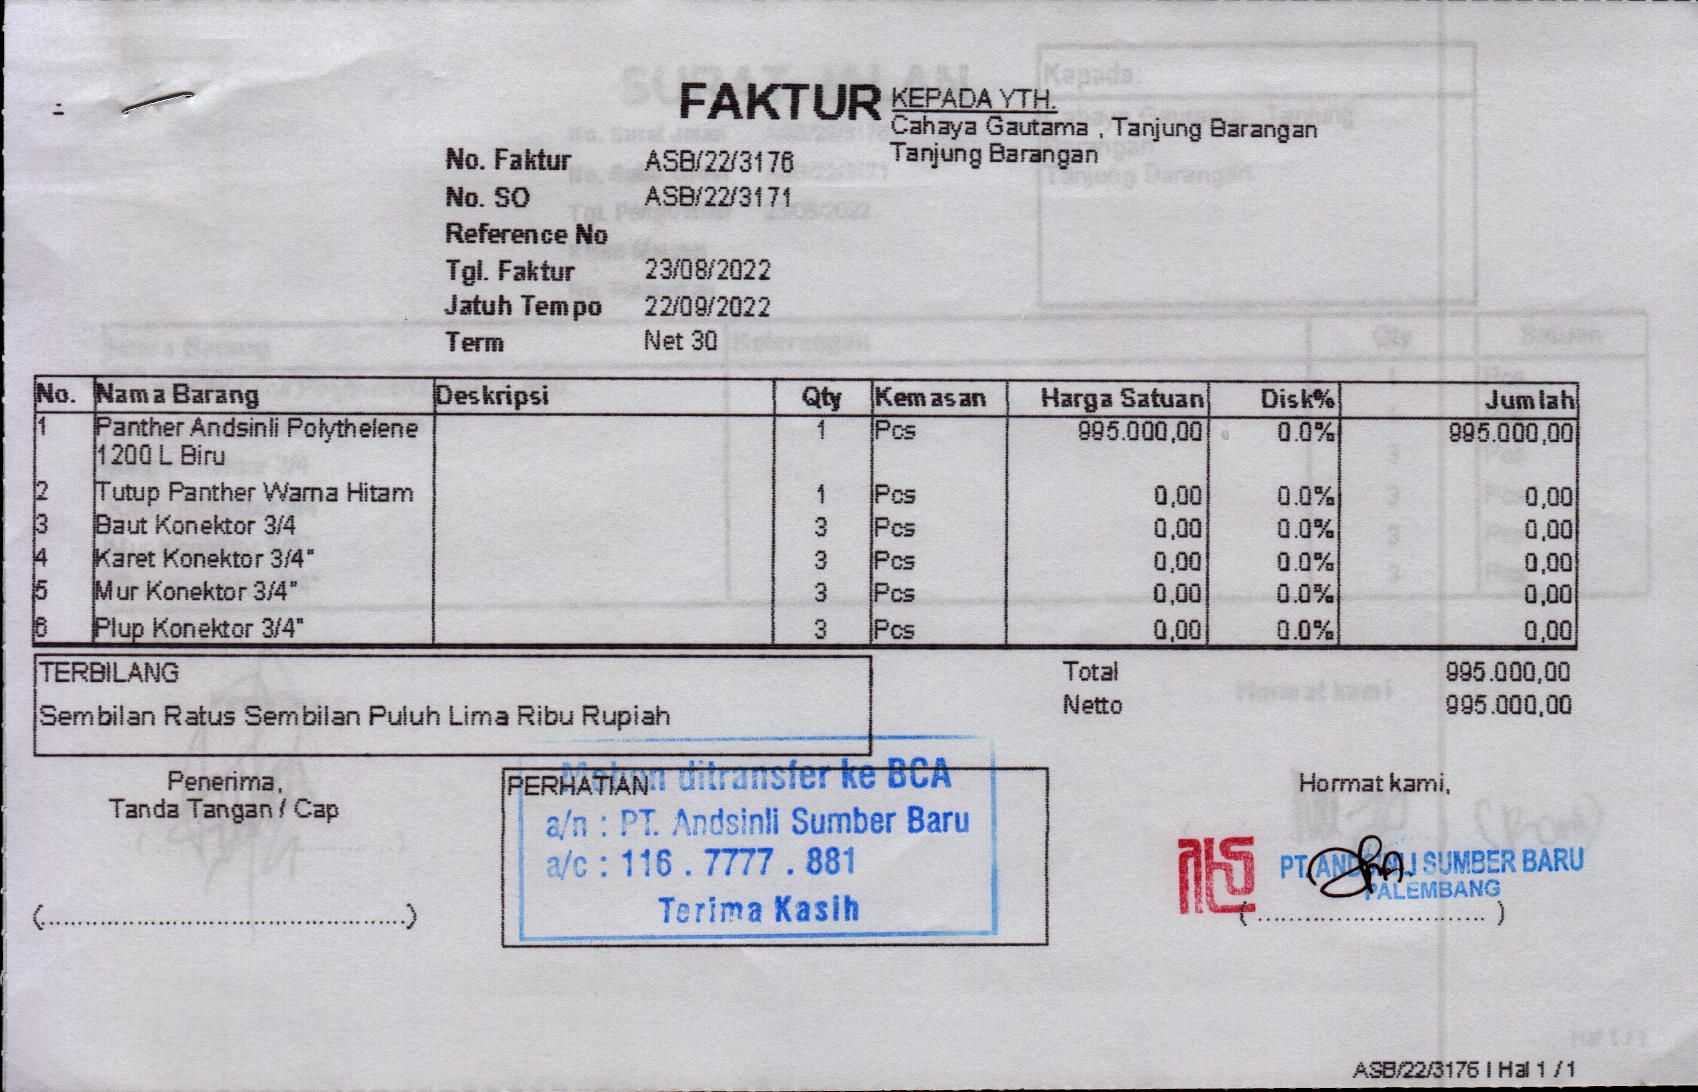 FAKTUR
KEPADA YTH.
Cahaya Gautama , Tanjung Barangan
Tanjung Barangan
No. Faktur ASB/22/3176
No. SO ASB/22/3171
Reference No
Tgl. Faktur 23/08/2022
Jatuh Tempo 22/09/2022
Term Net 30
No. Nama Barang Deskripsi Qty Kemasan Harga Satuan Disk% Jumlah
1 Panther Andsinli Polythelene 1 Pcs 995.000,00 0.0% 995.000,00
1200 L Biru
2 Tutup Panther Warna Hitam 1 Pcs 0,00 0.0% 0,00
3 Baut Konektor 3/4 3 Pcs 0,00 0.0% 0,00
4 Karet Konektor 3/4" 3 Pcs 0,00 0.0% 0,00
5 Mur Konektor 3/4" 3 Pcs 0,00 0.0% 0,00
6 Plup Konektor 3/4" 3 Pcs 0,00 0.0% 0,00
TERBILANG
Sembilan Ratus Sembilan Puluh Lima Ribu Rupiah
Total 995.000,00
Netto 995.000,00
Penerima,
Tanda Tangan / Cap
(........................................)
PERHATIAN
Mohon ditransfer ke BCA
a/n : PT. Andsinli Sumber Baru
a/c : 116 . 7777 . 881
Terima Kasih
Hormat kami,
PT. ANDSINLI SUMBER BARU
PALEMBANG
(..............................)
ASB/22/3176 | Hal 1 / 1